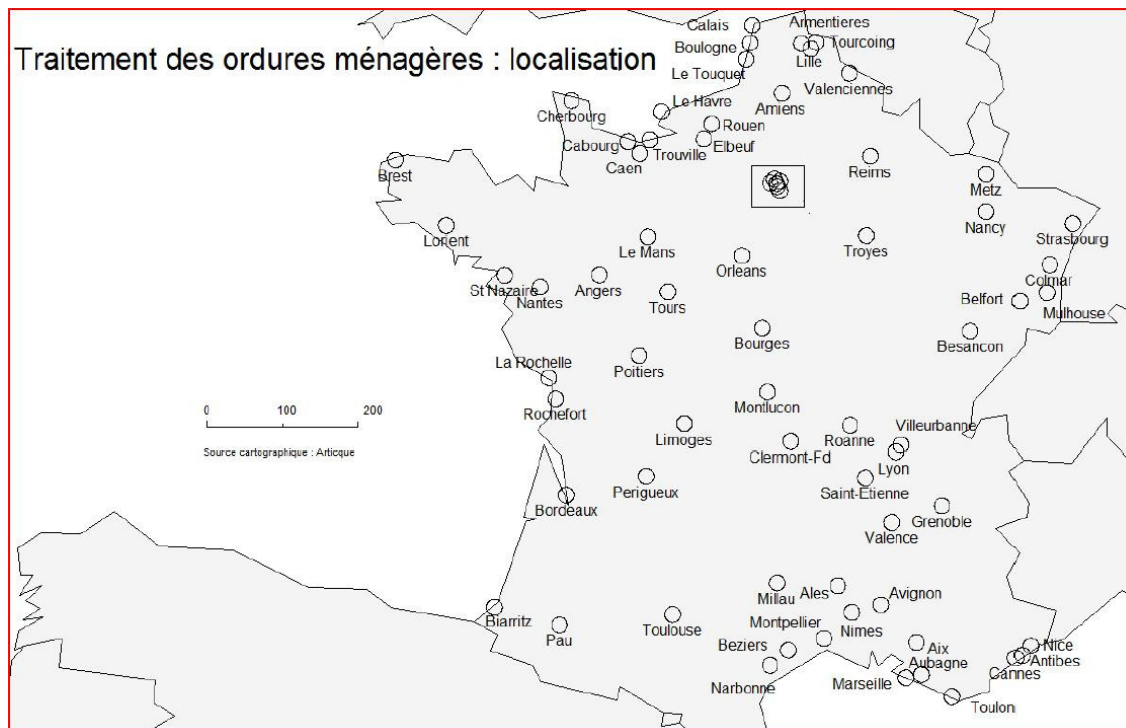 Traitement des ordures ménagères : localisation
Calais
Armentieres
Boulogne
Tourcoing
Lille
Le Touquet
Valenciennes
Amiens
Le Havre
Cherbourg
Rouen
Cabourg
Trouville
Elbeuf
Caen
Reims
Brest
Metz
Nancy
Strasbourg
Lorient
Le Mans
Troyes
Orleans
Colmar
St Nazaire
Nantes
Angers
Tours
Belfort
Mulhouse
Bourges
Besancon
La Rochelle
Poitiers
Rochefort
Montlucon
0 100 200
Limoges
Roanne
Villeurbanne
Source cartographique : Articque
Clermont-Fd
Lyon
Perigueux
Saint-Etienne
Bordeaux
Grenoble
Valence
Millau
Ales
Avignon
Biarritz
Pau
Toulouse
Montpellier
Nimes
Beziers
Aix
Nice
Aubagne
Antibes
Cannes
Narbonne
Marseille
Toulon